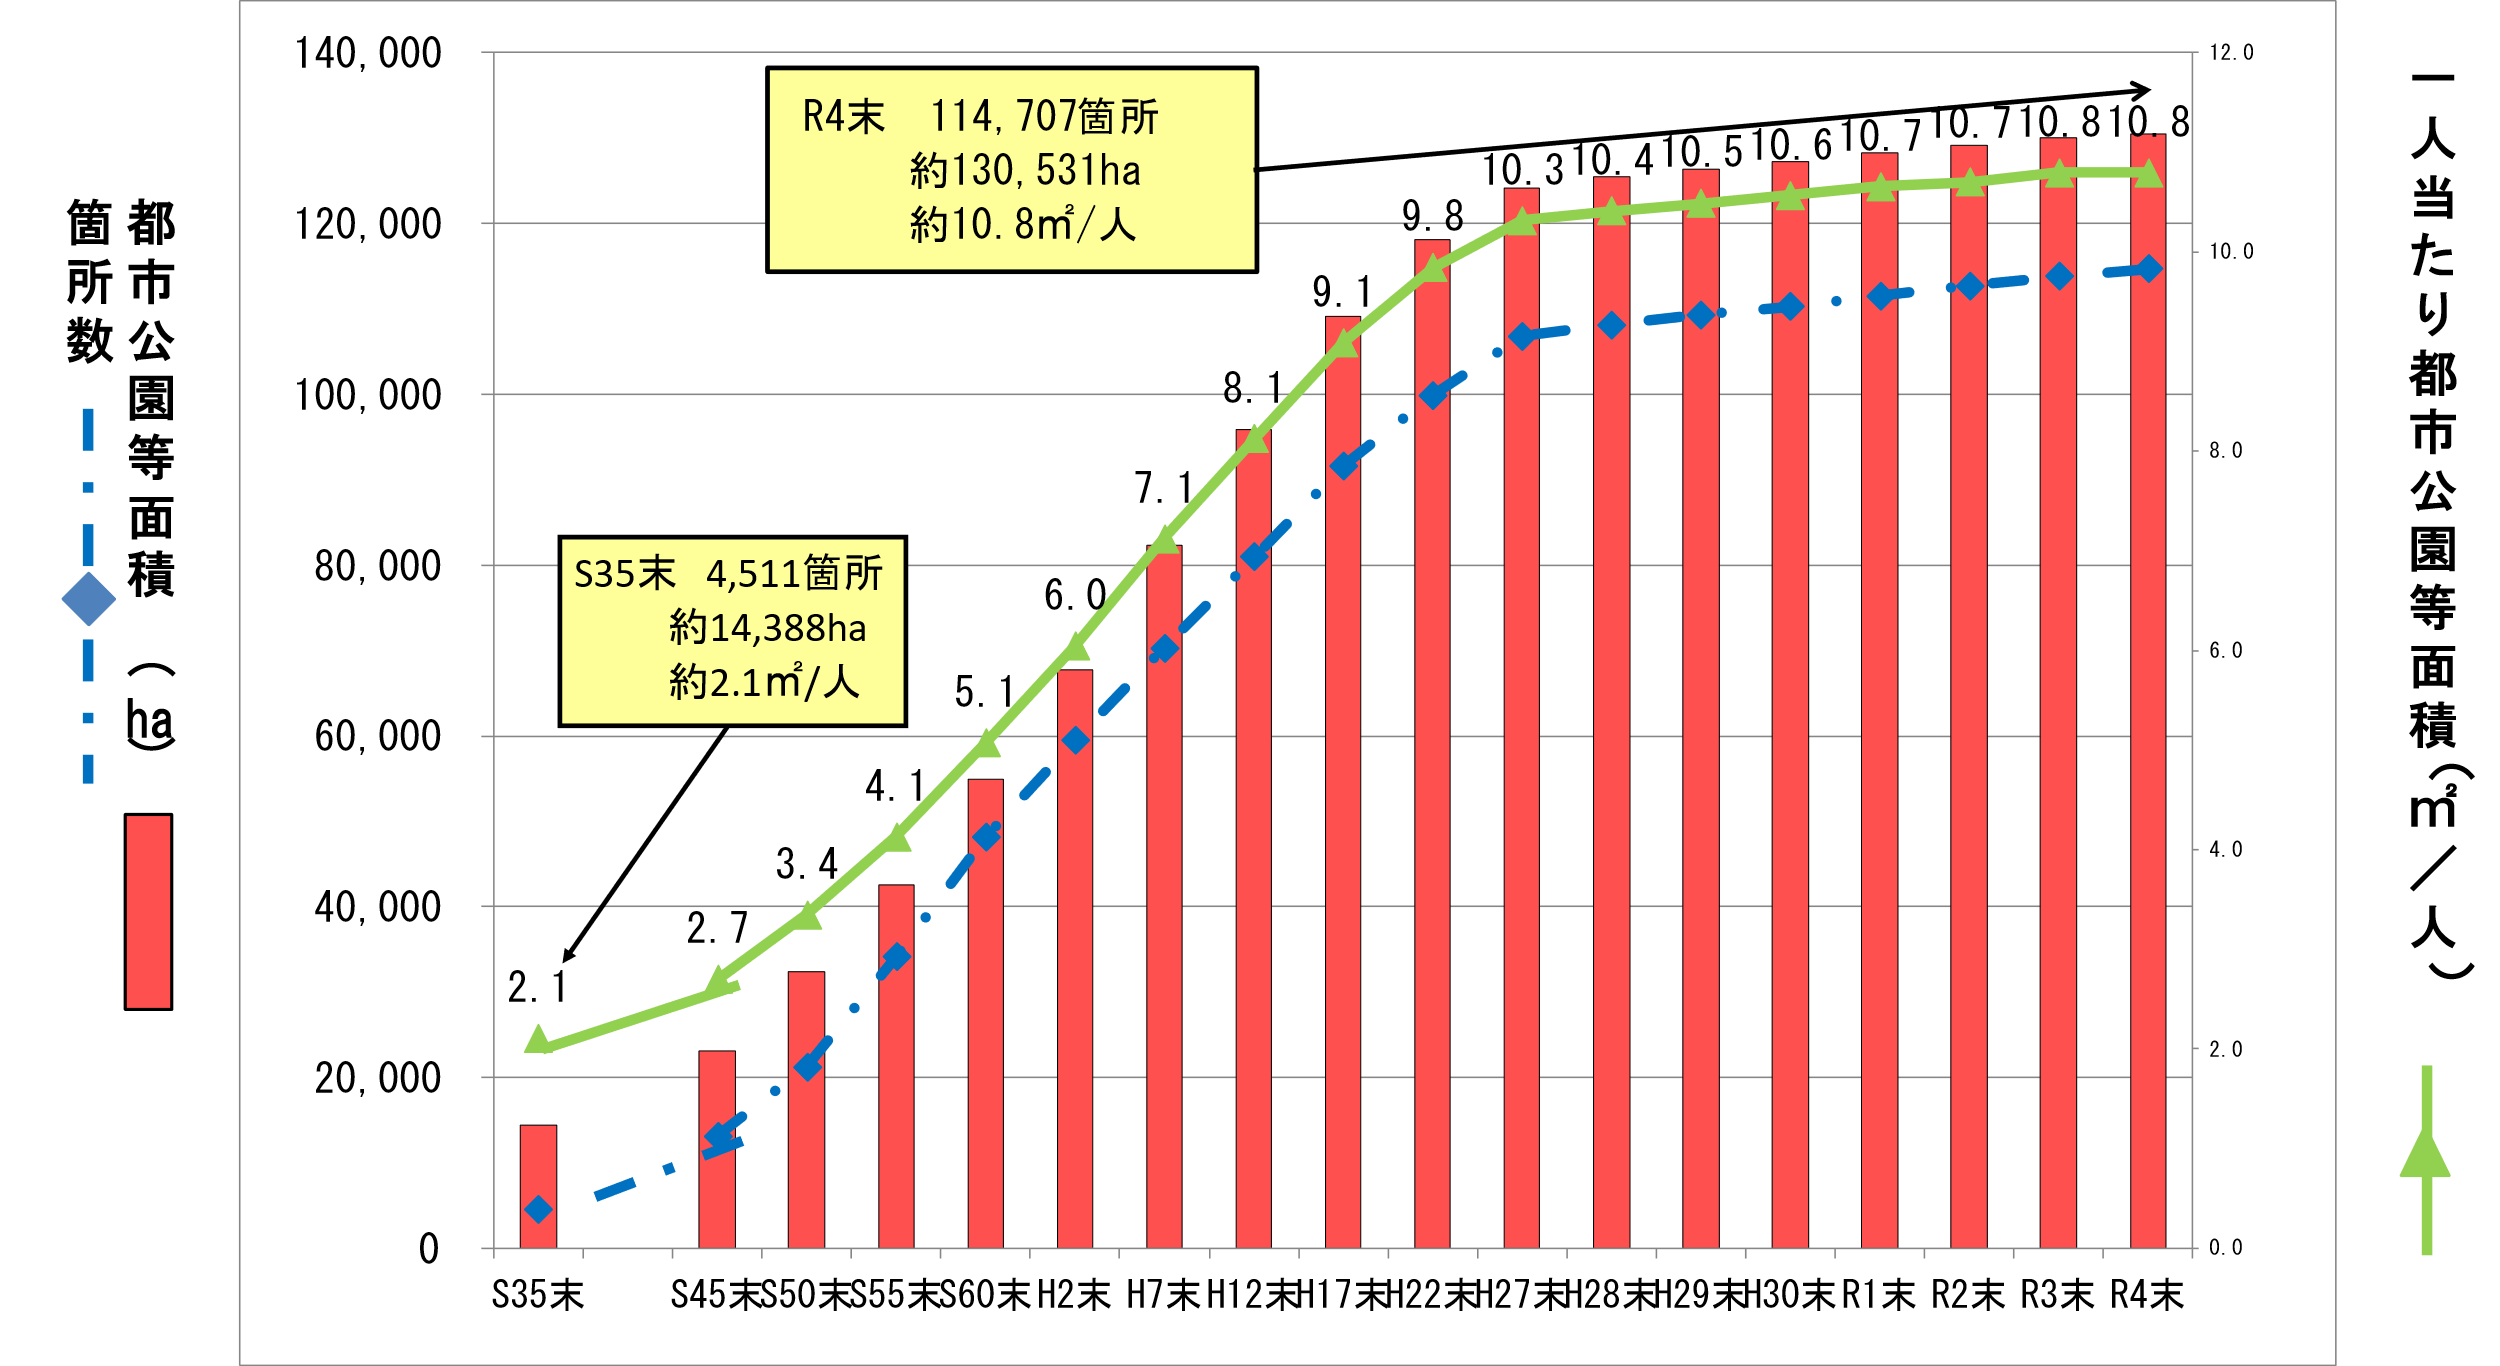 箇所数
都市公園等面積(ha)
140,000
120,000
100,000
80,000
60,000
40,000
20,000
0
R4末 114,707箇所
約130,531ha
約10.8㎡/人
S35末 4,511箇所
約14,388ha
約2.1㎡/人
2.1
2.7
3.4
4.1
5.1
6.0
7.1
8.1
9.1
9.8
10.3
10.4
10.5
10.6
10.7
10.7
10.8
10.8
12.0
10.0
8.0
6.0
4.0
2.0
0.0
S35末
S45末
S50末
S55末
S60末
H2末
H7末
H12末
H17末
H22末
H27末
H28末
H29末
H30末
R1末
R2末
R3末
R4末
一人当たり都市公園等面積(㎡/人)